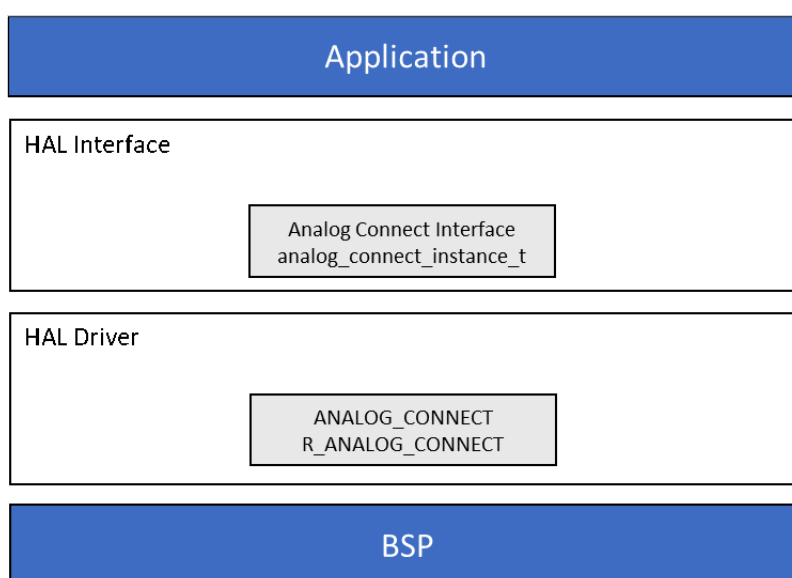 Application
HAL Interface
Analog Connect Interface
analog_connect_instance_t
HAL Driver
ANALOG_CONNECT
R_ANALOG_CONNECT
BSP